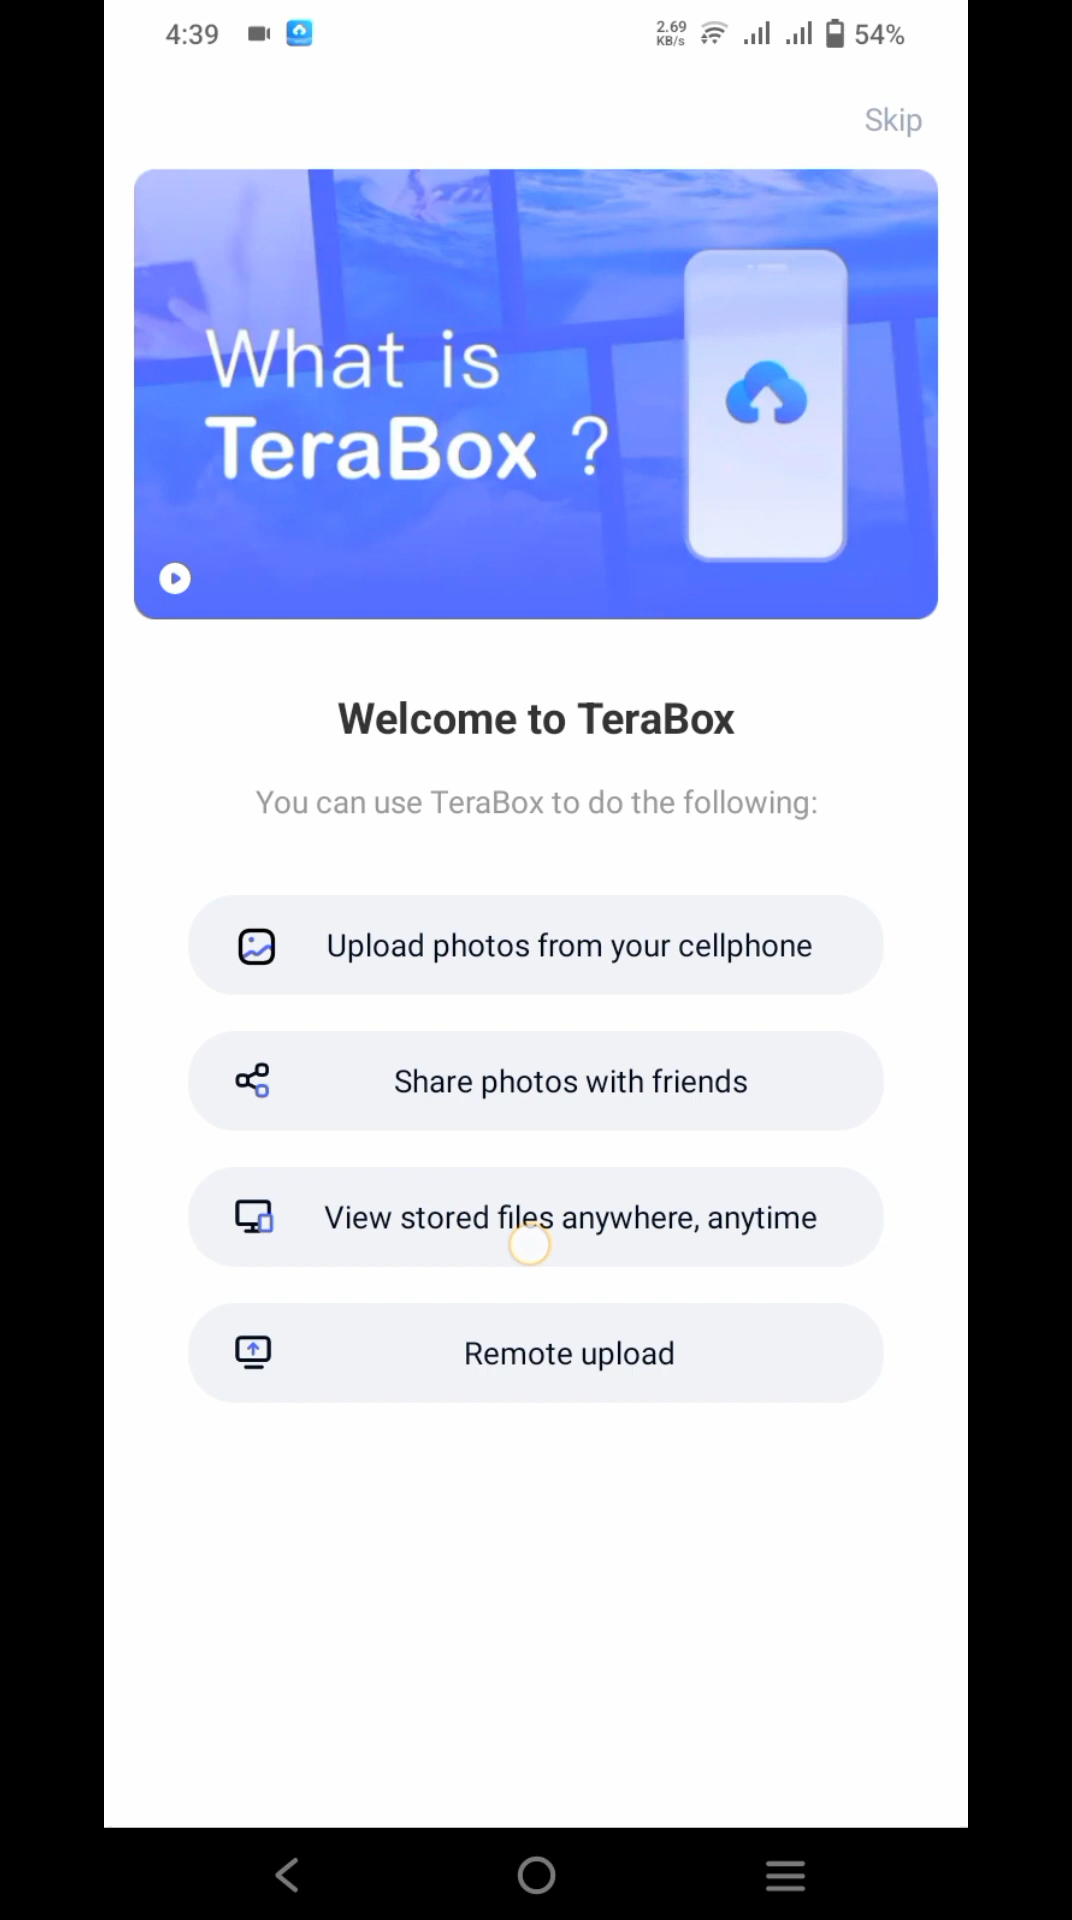 4:39
2.69
KB/s
54%
Skip
What is
TeraBox ?
Welcome to TeraBox
You can use TeraBox to do the following:
Upload photos from your cellphone
Share photos with friends
View stored files anywhere, anytime
Remote upload